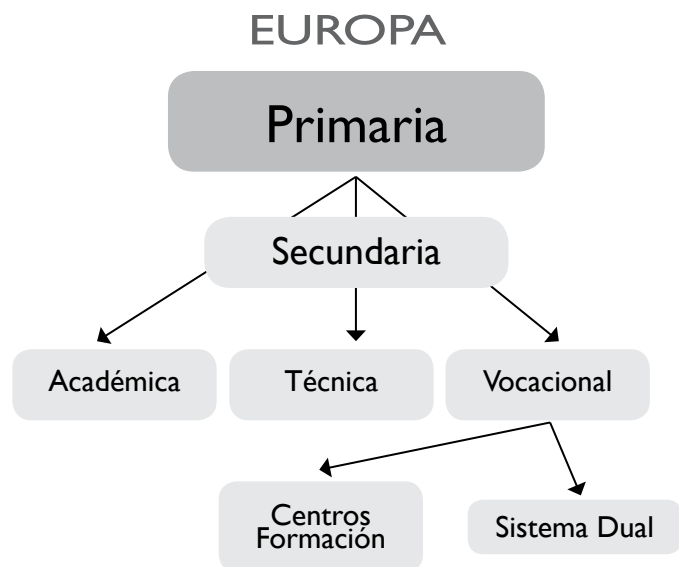 EUROPA
Primaria
Secundaria
Académica
Técnica
Vocacional
Centros
Formación
Sistema Dual